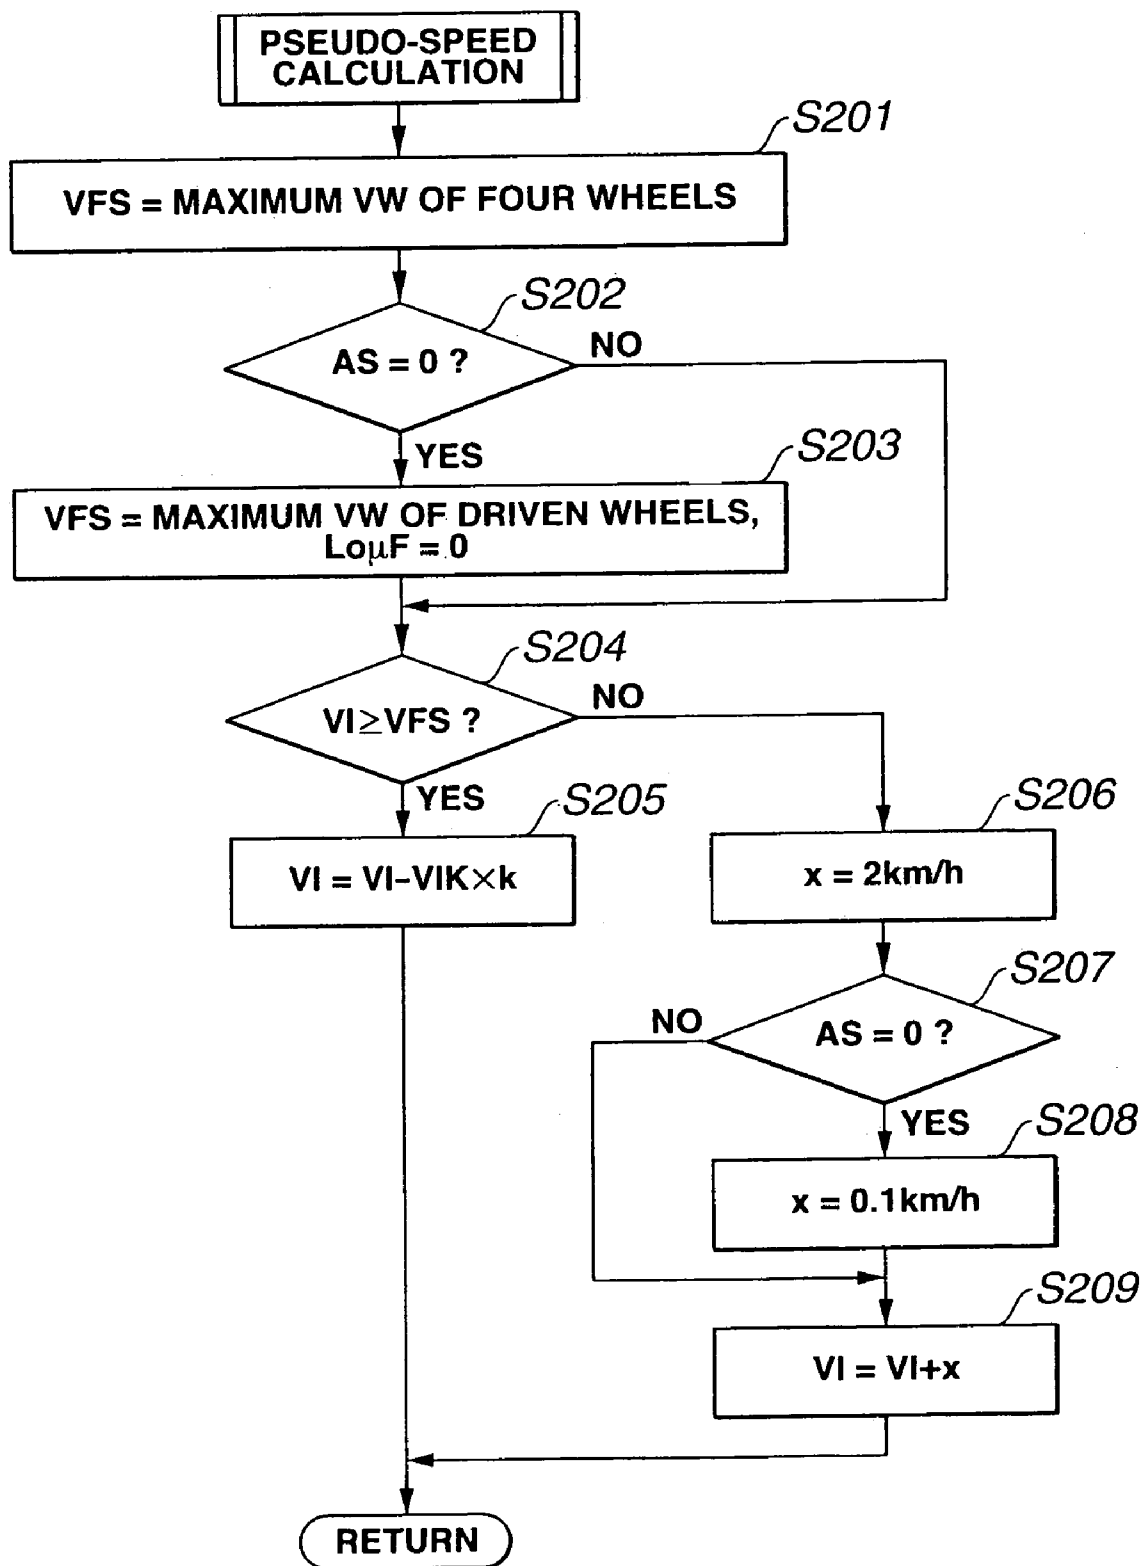 PSEUDO-SPEED
CALCULATION
S201
VFS = MAXIMUM VW OF FOUR WHEELS
S202
AS = 0 ?
NO
YES
S203
VFS = MAXIMUM VW OF DRIVEN WHEELS,
LoμF = 0
S204
VI≥VFS ?
NO
YES
S205
VI = VI–VIK×k
S206
x = 2km/h
S207
AS = 0 ?
NO
YES
S208
x = 0.1km/h
S209
VI = VI+x
RETURN